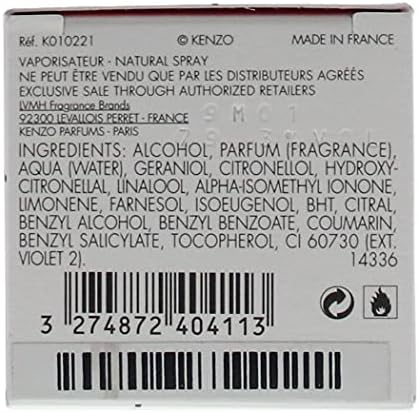 Réf. K010221 © KENZO MADE IN FRANCE
VAPORISATEUR - NATURAL SPRAY
NE PEUT ÊTRE VENDU QUE PAR LES DISTRIBUTEURS AGRÉÉS
EXCLUSIVE SALE THROUGH AUTHORIZED RETAILERS
LVMH Fragrance Brands
92300 LEVALLOIS PERRET - FRANCE
KENZO PARFUMS - PARIS
INGREDIENTS: ALCOHOL, PARFUM (FRAGRANCE),
AQUA (WATER), GERANIOL, CITRONELLOL, HYDROXY-
CITRONELLAL, LINALOOL, ALPHA-ISOMETHYL IONONE,
LIMONENE, FARNESOL, ISOEUGENOL, BHT, CITRAL,
BENZYL ALCOHOL, BENZYL BENZOATE, COUMARIN,
BENZYL SALICYLATE, TOCOPHEROL, CI 60730 (EXT.
VIOLET 2). 14336
3 274872 404113